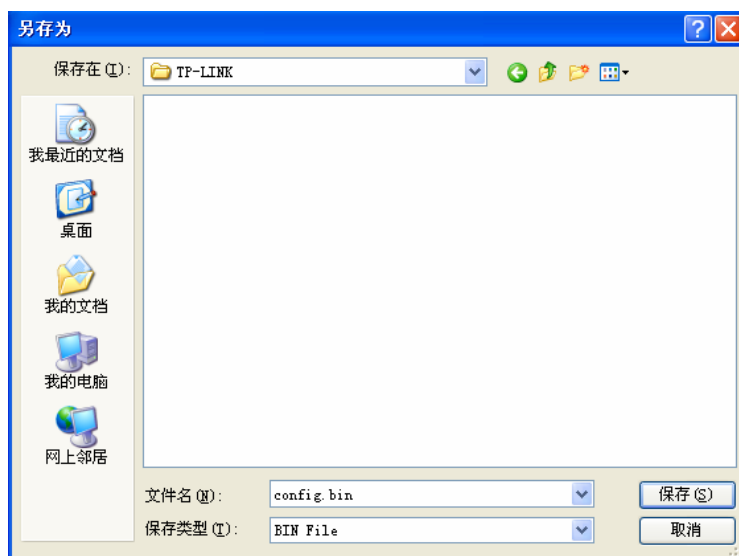 另存为
保存在(I):
TP-LINK
我最近的文档
桌面
我的文档
我的电脑
网上邻居
文件名(N):
config.bin
保存(S)
保存类型(T):
BIN File
取消